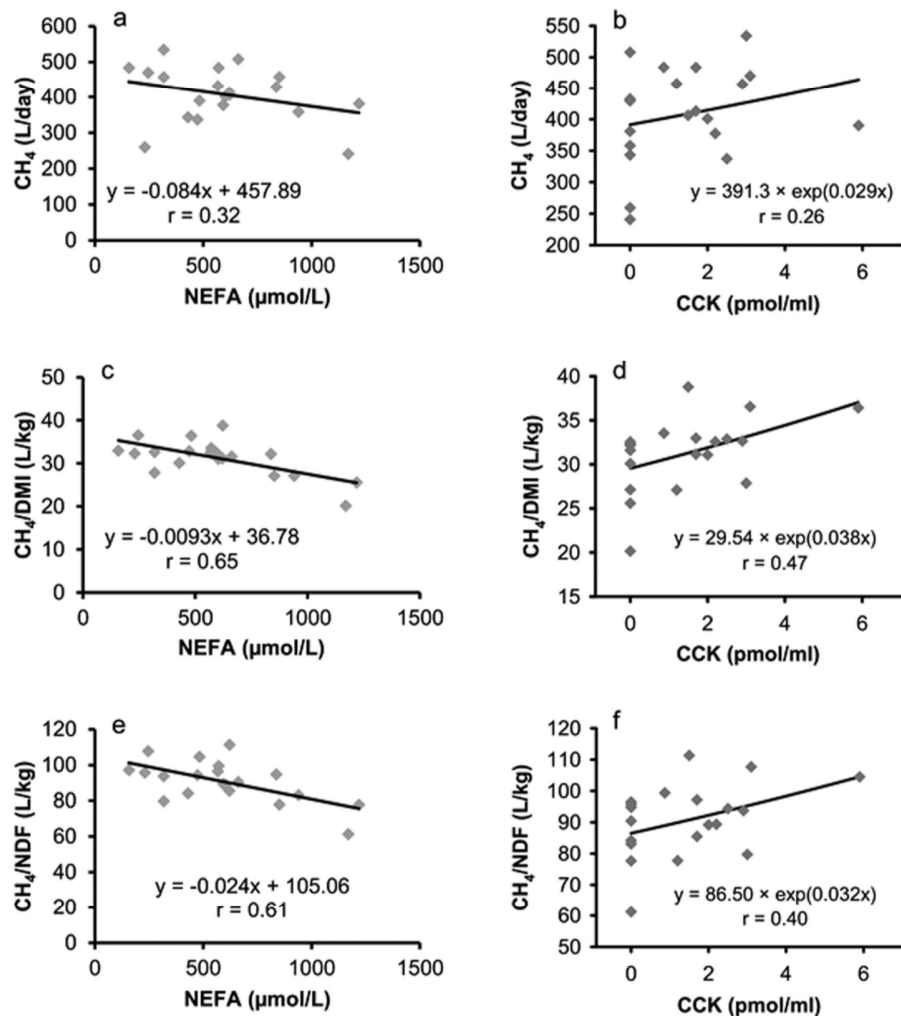 a
600
500
400
300
200
100
0
CH₄ (L/day)
y = -0.084x + 457.89
r = 0.32
0 500 1000 1500
NEFA (µmol/L)
b
550
500
450
400
350
300
250
200
CH₄ (L/day)
y = 391.3 × exp(0.029x)
r = 0.26
0 2 4 6
CCK (pmol/ml)
c
50
40
30
20
10
0
CH₄/DMI (L/kg)
y = -0.0093x + 36.78
r = 0.65
0 500 1000 1500
NEFA (µmol/L)
d
40
35
30
25
20
15
CH₄/DMI (L/kg)
y = 29.54 × exp(0.038x)
r = 0.47
0 2 4 6
CCK (pmol/ml)
e
120
100
80
60
40
20
0
CH₄/NDF (L/kg)
y = -0.024x + 105.06
r = 0.61
0 500 1000 1500
NEFA (µmol/L)
f
120
110
100
90
80
70
60
50
CH₄/NDF (L/kg)
y = 86.50 × exp(0.032x)
r = 0.40
0 2 4 6
CCK (pmol/ml)